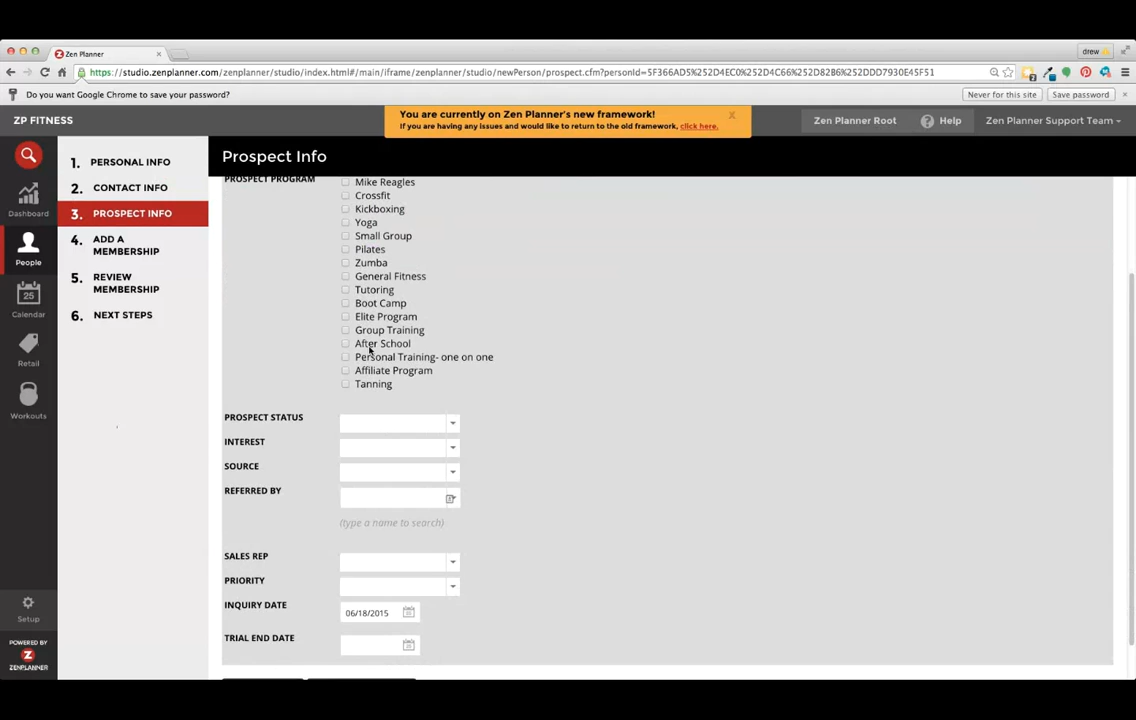 Zen Planner
drew
https://studio.zenplanner.com/zenplanner/studio/index.html#/main/iframe/zenplanner/studio/newPerson/prospect.cfm?personId=5F366AD5%252D4EC0%252D4C66%252D82B6%252DDD7930E45F51
Do you want Google Chrome to save your password?
Never for this site
Save password
ZP FITNESS
You are currently on Zen Planner's new framework!
If you are having any issues and would like to return to the old framework, click here.
X
Zen Planner Root
Help
Zen Planner Support Team
Dashboard
People
25
Calendar
Retail
Workouts
Setup
POWERED BY
Z
ZENPLANNER
1. PERSONAL INFO
2. CONTACT INFO
3. PROSPECT INFO
4. ADD A
MEMBERSHIP
5. REVIEW
MEMBERSHIP
6. NEXT STEPS
Prospect Info
PROSPECT PROGRAM
Mike Reagles
Crossfit
Kickboxing
Yoga
Small Group
Pilates
Zumba
General Fitness
Tutoring
Boot Camp
Elite Program
Group Training
After School
Personal Training- one on one
Affiliate Program
Tanning
PROSPECT STATUS
INTEREST
SOURCE
REFERRED BY
(type a name to search)
SALES REP
PRIORITY
INQUIRY DATE
06/18/2015
TRIAL END DATE